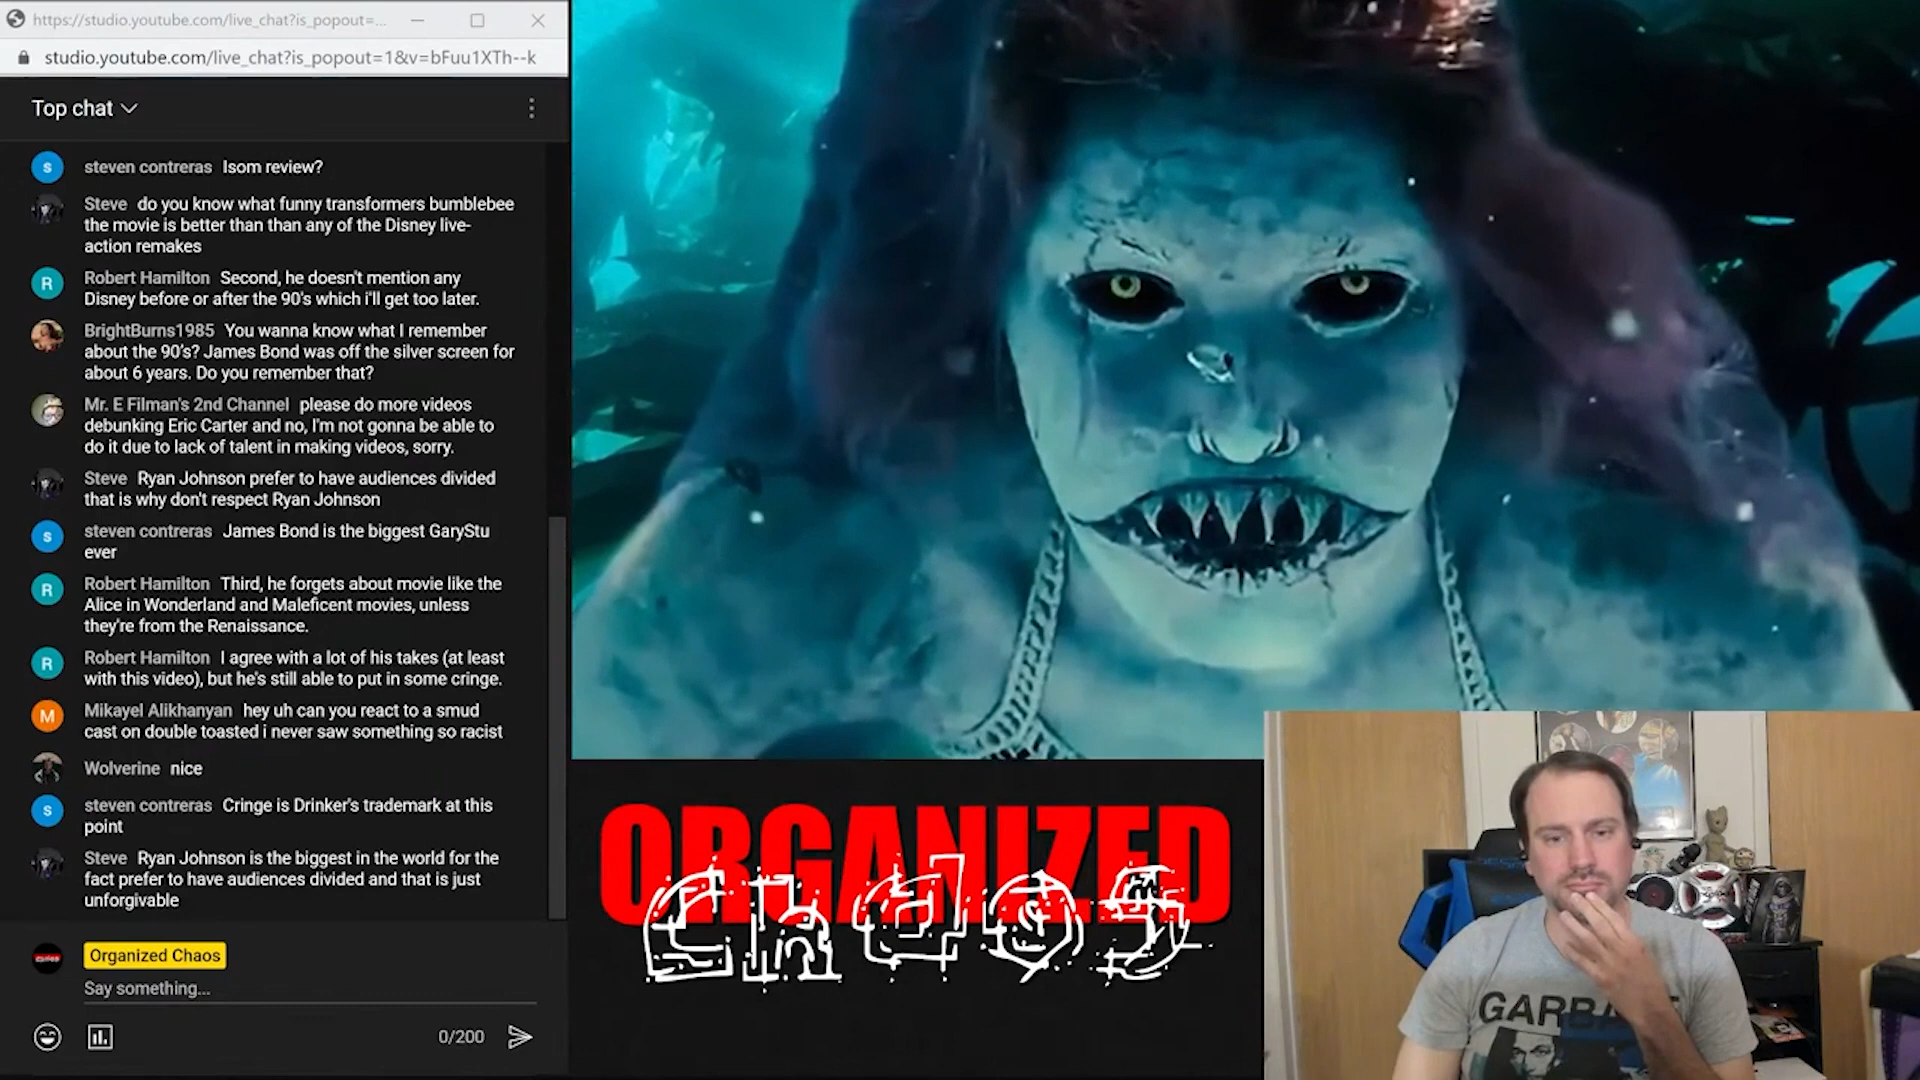 https://studio.youtube.com/live_chat?is_popout=...
studio.youtube.com/live_chat?is_popout=1&v=bFuu1XTh--k
Top chat
steven contreras Isom review?
Steve do you know what funny transformers bumblebee
the movie is better than than any of the Disney live-
action remakes
Robert Hamilton Second, he doesn't mention any
Disney before or after the 90's which i'll get too later.
BrightBurns1985 You wanna know what I remember
about the 90's? James Bond was off the silver screen for
about 6 years. Do you remember that?
Mr. E Filman's 2nd Channel please do more videos
debunking Eric Carter and no, I'm not gonna be able to
do it due to lack of talent in making videos, sorry.
Steve Ryan Johnson prefer to have audiences divided
that is why don't respect Ryan Johnson
steven contreras James Bond is the biggest GaryStu
ever
Robert Hamilton Third, he forgets about movie like the
Alice in Wonderland and Maleficent movies, unless
they're from the Renaissance.
Robert Hamilton I agree with a lot of his takes (at least
with this video), but he's still able to put in some cringe.
Mikayel Alikhanyan hey uh can you react to a smud
cast on double toasted i never saw something so racist
Wolverine nice
steven contreras Cringe is Drinker's trademark at this
point
Steve Ryan Johnson is the biggest in the world for the
fact prefer to have audiences divided and that is just
unforgivable
Organized Chaos
Say something...
0/200
ORGANIZED
chaos